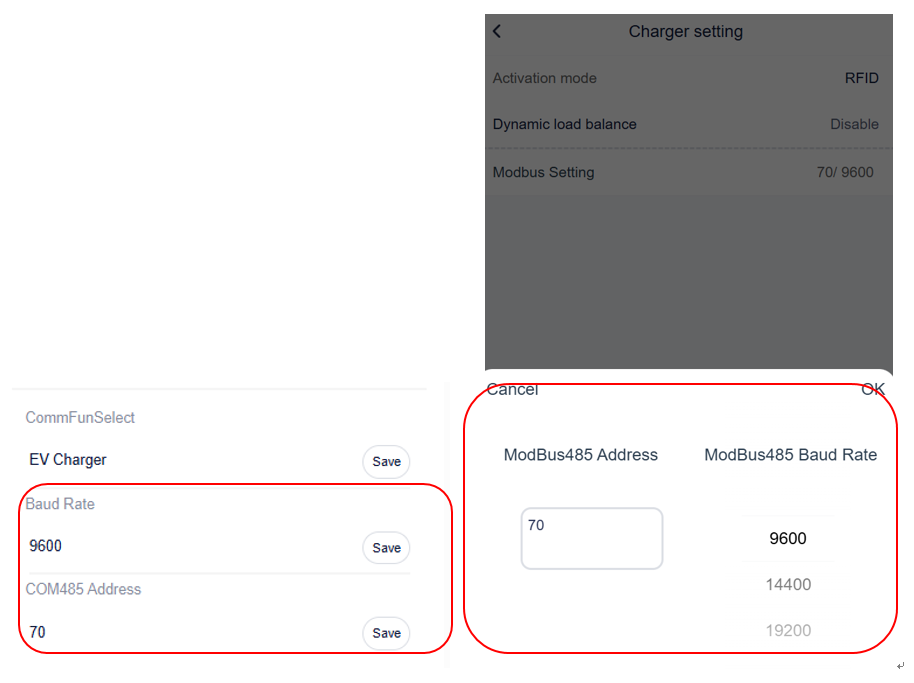 Charger setting
Activation mode RFID
Dynamic load balance Disable
Modbus Setting 70/ 9600
Cancel OK
ModBus485 Address ModBus485 Baud Rate
70
9600
14400
19200
CommFunSelect
EV Charger Save
Baud Rate
9600 Save
COM485 Address
70 Save